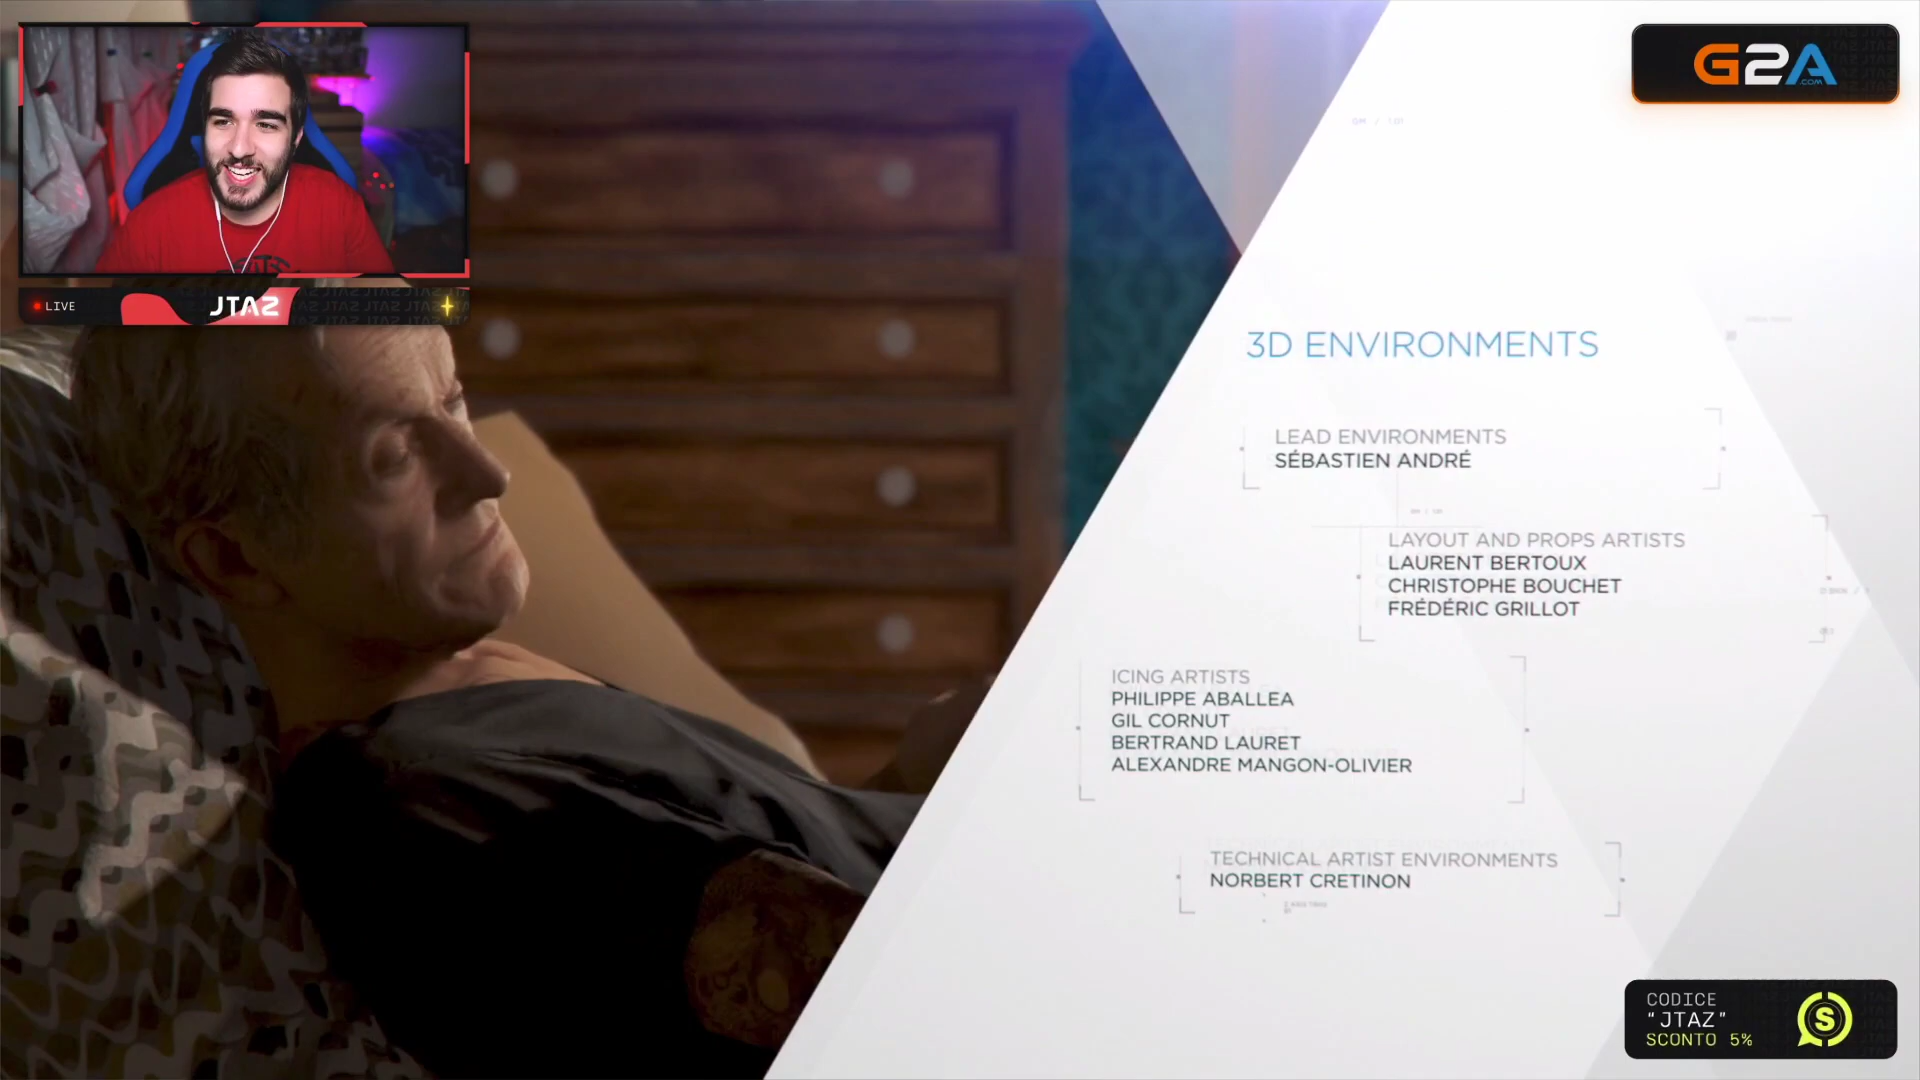 LIVE
JTAZ
G2A
.COM
3D ENVIRONMENTS
LEAD ENVIRONMENTS
SÉBASTIEN ANDRÉ
LAYOUT AND PROPS ARTISTS
LAURENT BERTOUX
CHRISTOPHE BOUCHET
FRÉDÉRIC GRILLOT
ICING ARTISTS
PHILIPPE ABALLEA
GIL CORNUT
BERTRAND LAURET
ALEXANDRE MANGON-OLIVIER
TECHNICAL ARTIST ENVIRONMENTS
NORBERT CRETINON
CODICE
"JTAZ"
SCONTO 5%
S